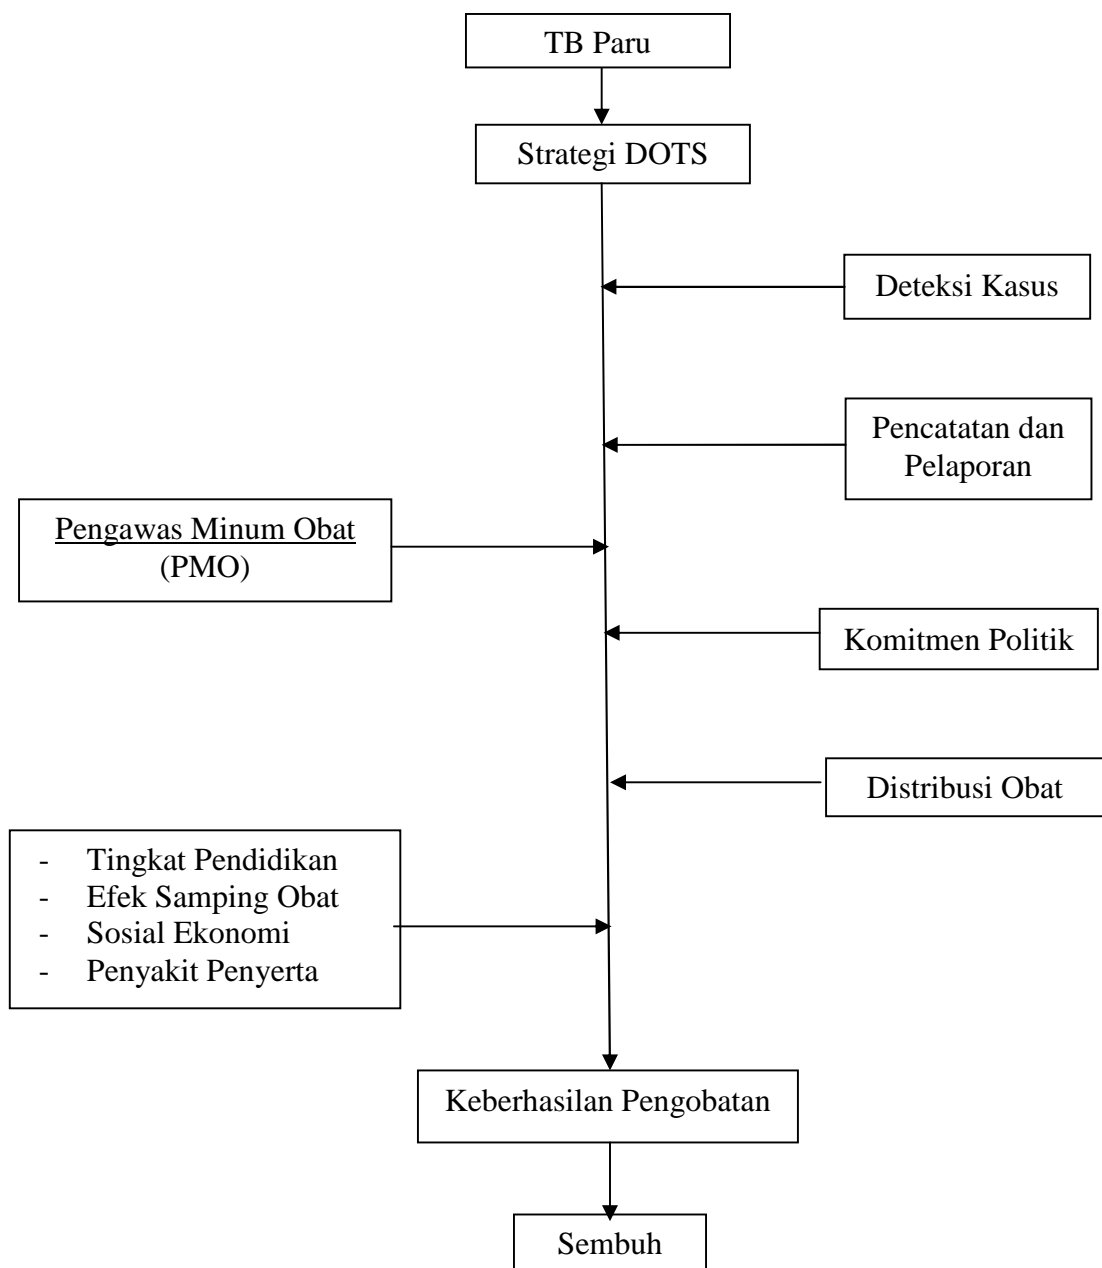 TB Paru
Strategi DOTS
Deteksi Kasus
Pencatatan dan
Pelaporan
Pengawas Minum Obat
(PMO)
Komitmen Politik
Distribusi Obat
- Tingkat Pendidikan
- Efek Samping Obat
- Sosial Ekonomi
- Penyakit Penyerta
Keberhasilan Pengobatan
Sembuh